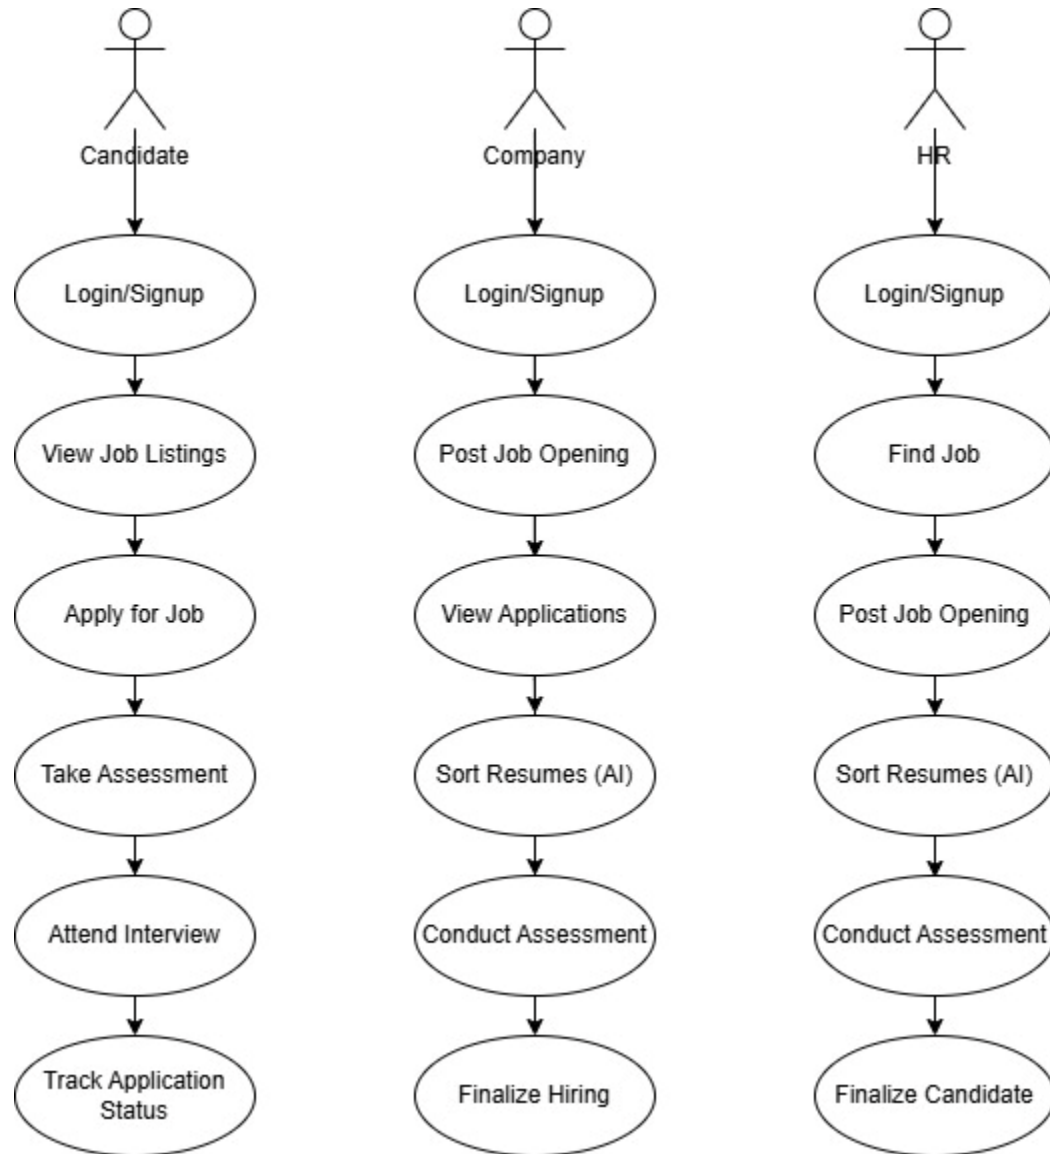 Candidate
Company
HR
Login/Signup
Login/Signup
Login/Signup
View Job Listings
Post Job Opening
Find Job
Apply for Job
View Applications
Post Job Opening
Take Assessment
Sort Resumes (AI)
Sort Resumes (AI)
Attend Interview
Conduct Assessment
Conduct Assessment
Track Application
Status
Finalize Hiring
Finalize Candidate